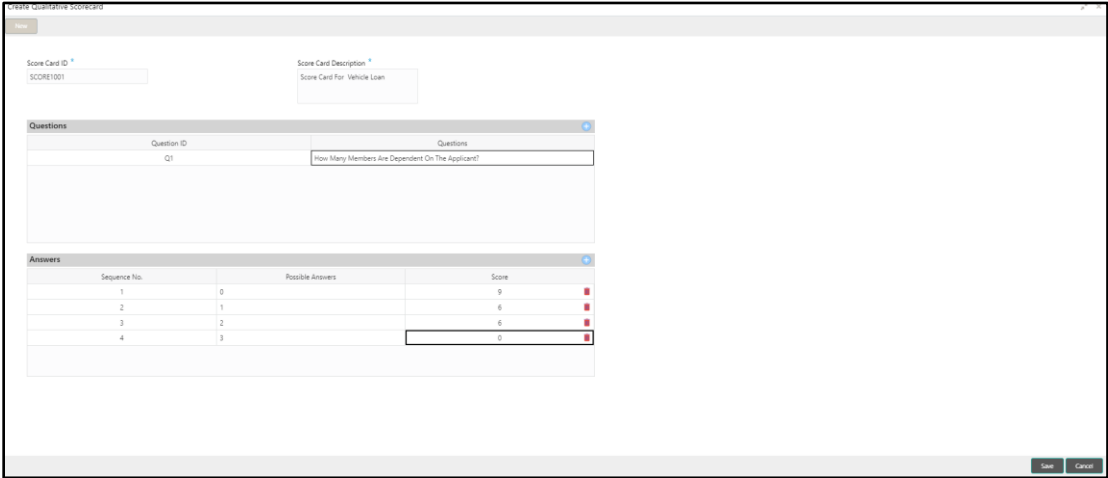 Create Qualitative Scorecard
New
Score Card ID * Score Card Description *
SCORE1001 Score Card For Vehicle Loan
Questions
Question ID Questions
Q1 How Many Members Are Dependent On The Applicant?
Answers
Sequence No. Possible Answers Score
1 0 9
2 1 6
3 2 6
4 3 0
Save Cancel